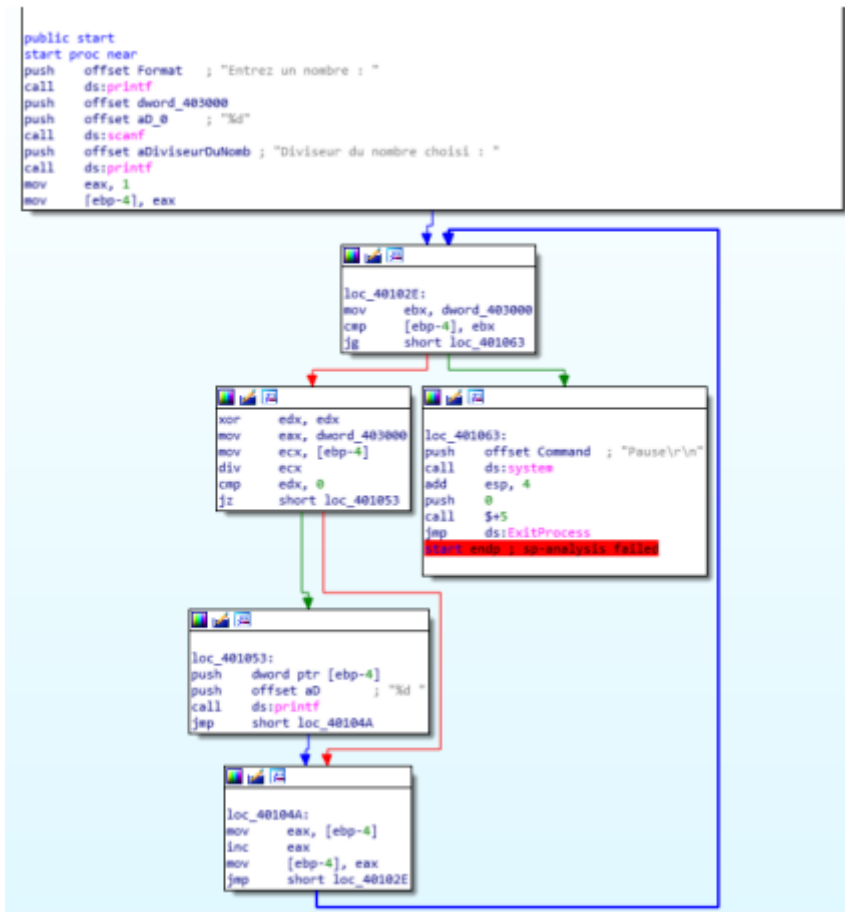 public start
start proc near
push offset Format ; "Entrez un nombre : "
call ds:printf
push offset dword_403000
push offset aD_0 ; "%d"
call ds:scanf
push offset aDiviseurDuNomb ; "Diviseur du nombre choisi : "
call ds:printf
mov eax, 1
mov [ebp-4], eax
loc_40102E:
mov ebx, dword_403000
cmp [ebp-4], ebx
jg short loc_401063
xor edx, edx
mov eax, dword_403000
mov ecx, [ebp-4]
div ecx
cmp edx, 0
jz short loc_401053
loc_401063:
push offset Command ; "Pause\r\n"
call ds:system
add esp, 4
push 0
call $+5
jmp ds:ExitProcess
start endp ; sp-analysis failed
loc_401053:
push dword ptr [ebp-4]
push offset aD ; "%d "
call ds:printf
jmp short loc_40104A
loc_40104A:
mov eax, [ebp-4]
inc eax
mov [ebp-4], eax
jmp short loc_40102E